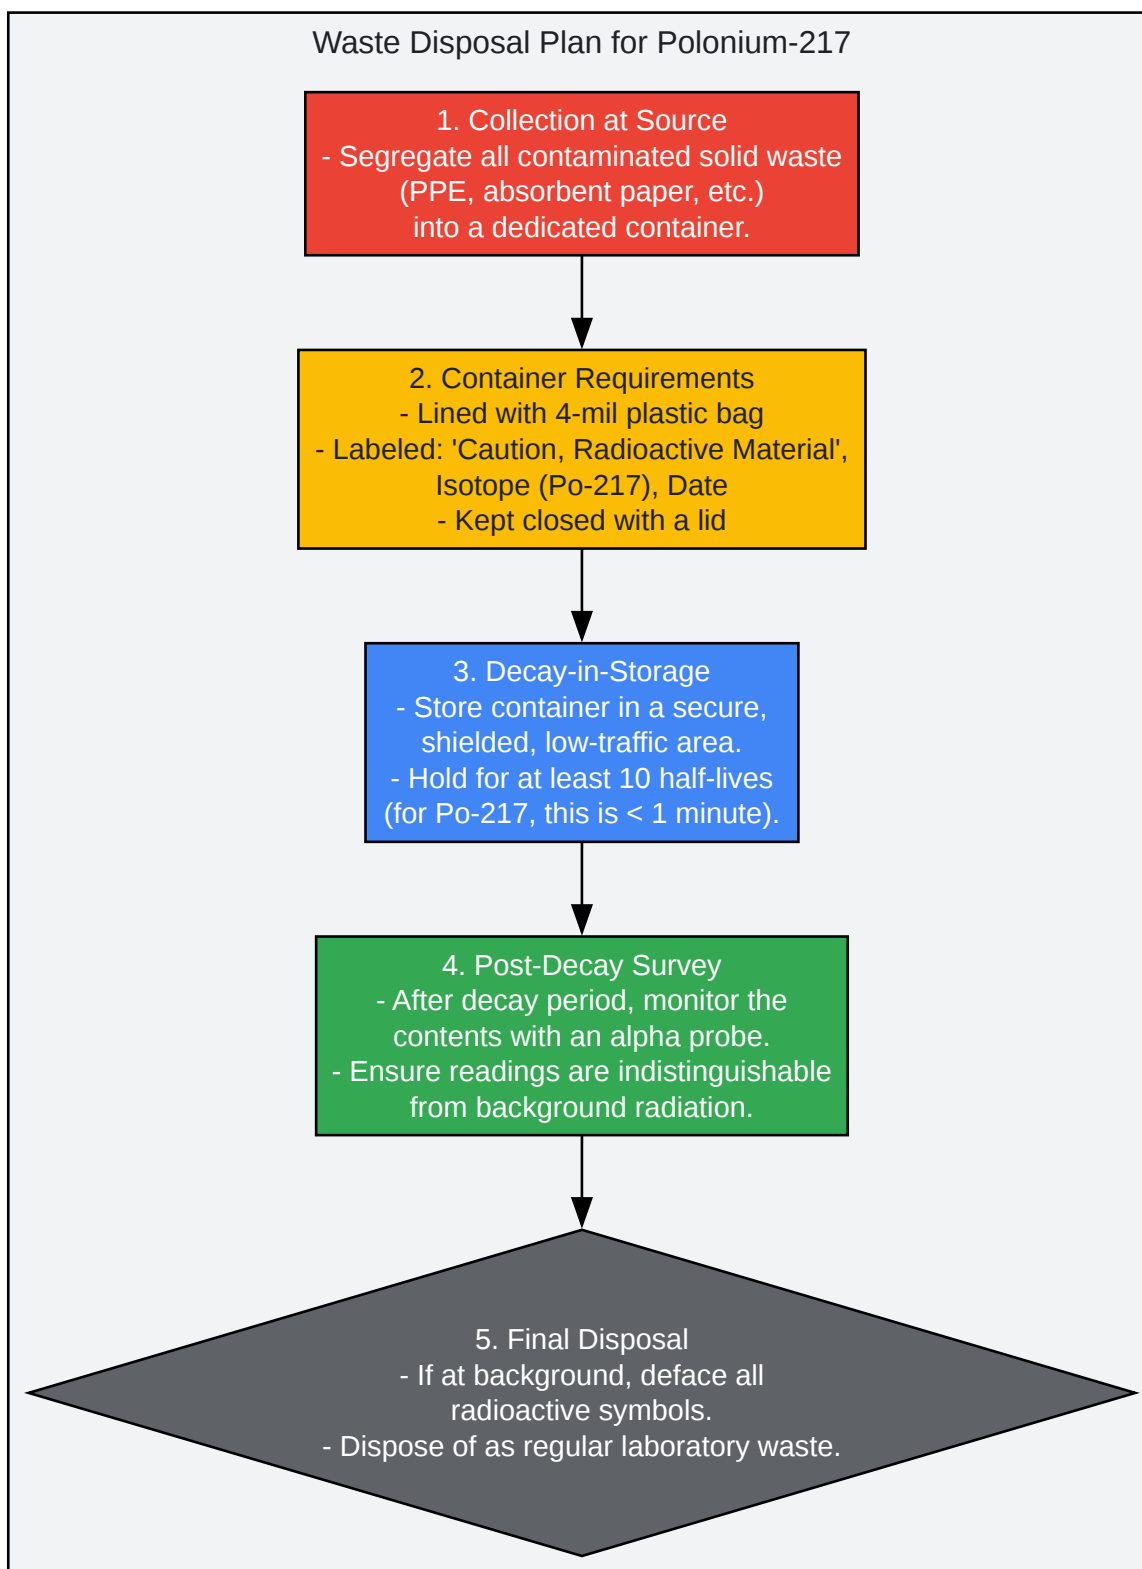 Waste Disposal Plan for Polonium-217
1. Collection at Source
- Segregate all contaminated solid waste
(PPE, absorbent paper, etc.)
into a dedicated container.
2. Container Requirements
- Lined with 4-mil plastic bag
- Labeled: 'Caution, Radioactive Material',
Isotope (Po-217), Date
- Kept closed with a lid
3. Decay-in-Storage
- Store container in a secure,
shielded, low-traffic area.
- Hold for at least 10 half-lives
(for Po-217, this is < 1 minute).
4. Post-Decay Survey
- After decay period, monitor the
contents with an alpha probe.
- Ensure readings are indistinguishable
from background radiation.
5. Final Disposal
- If at background, deface all
radioactive symbols.
- Dispose of as regular laboratory waste.